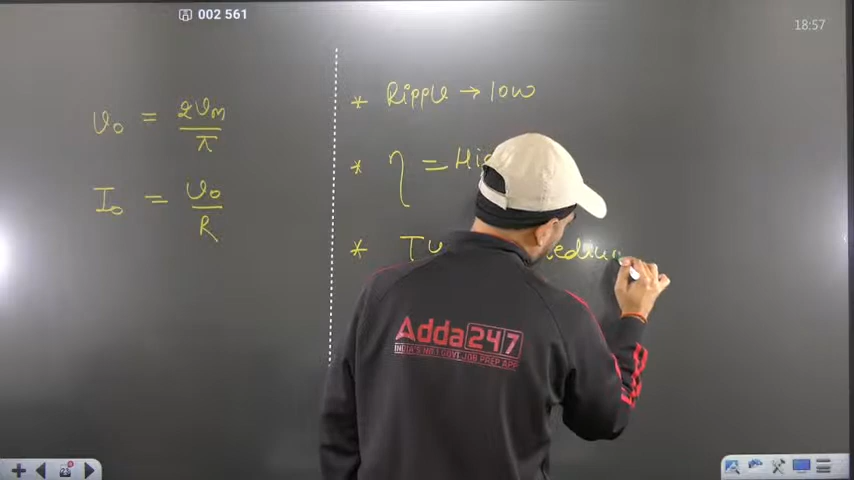 002 561
18:57
V₀ = 2Vm / π
I₀ = V₀ / R
* Ripple → low
* η = Hi
* TU edium
Adda247
INDIA'S NO.1 GOVT JOB PREP APP